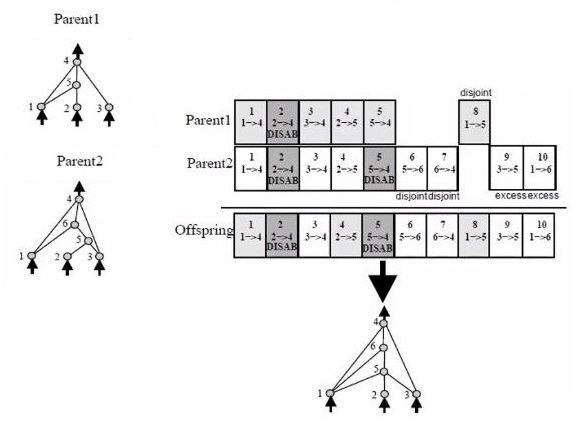 Parent1
4
5
1 2 3
Parent2
4
6
5
1 2 3
disjoint
Parent1
1 2 3 4 5 8
1->4 2->4 3->4 2->5 5->4 1->5
DISAB
Parent2
1 2 3 4 5 6 7 9 10
1->4 2->4 3->4 2->5 5->4 5->6 6->4 3->5 1->6
DISAB DISAB
disjoint disjoint excess excess
Offspring
1 2 3 4 5 6 7 8 9 10
1->4 2->4 3->4 2->5 5->4 5->6 6->4 1->5 3->5 1->6
DISAB DISAB
4
6
5
1 2 3